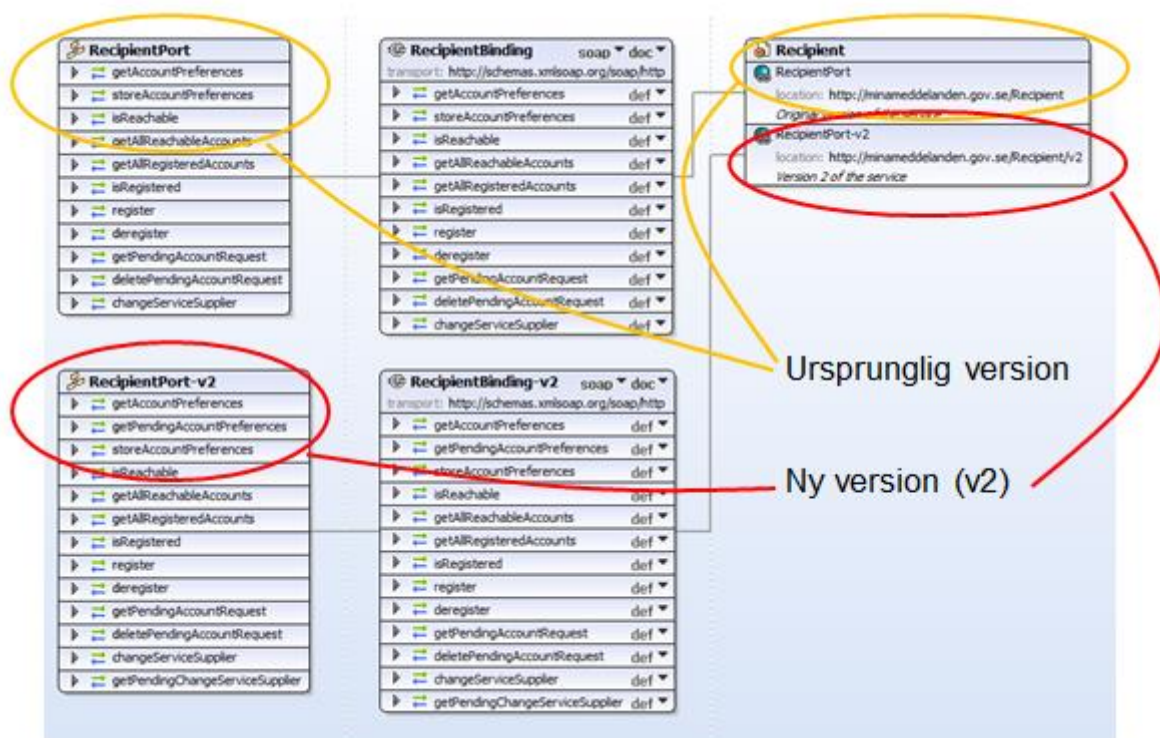 RecipientPort
getAccountPreferences
storeAccountPreferences
isReachable
getAllReachableAccounts
getAllRegisteredAccounts
isRegistered
register
deregister
getPendingAccountRequest
deletePendingAccountRequest
changeServiceSupplier
RecipientBinding soap doc
transport: http://schemas.xmlsoap.org/soap/http
getAccountPreferences def
storeAccountPreferences def
isReachable def
getAllReachableAccounts def
getAllRegisteredAccounts def
isRegistered def
register def
deregister def
getPendingAccountRequest def
deletePendingAccountRequest def
changeServiceSupplier def
Recipient
RecipientPort
location: http://minameddelanden.gov.se/Recipient
Original version of the service
RecipientPort-v2
location: http://minameddelanden.gov.se/Recipient/v2
Version 2 of the service
Ursprunglig version
RecipientPort-v2
getAccountPreferences
getPendingAccountPreferences
storeAccountPreferences
isReachable
getAllReachableAccounts
getAllRegisteredAccounts
isRegistered
register
deregister
getPendingAccountRequest
deletePendingAccountRequest
changeServiceSupplier
getPendingChangeServiceSupplier
RecipientBinding-v2 soap doc
transport: http://schemas.xmlsoap.org/soap/http
getAccountPreferences def
getPendingAccountPreferences def
storeAccountPreferences def
isReachable def
getAllReachableAccounts def
getAllRegisteredAccounts def
isRegistered def
register def
deregister def
getPendingAccountRequest def
deletePendingAccountRequest def
changeServiceSupplier def
getPendingChangeServiceSupplier def
Ny version (v2)